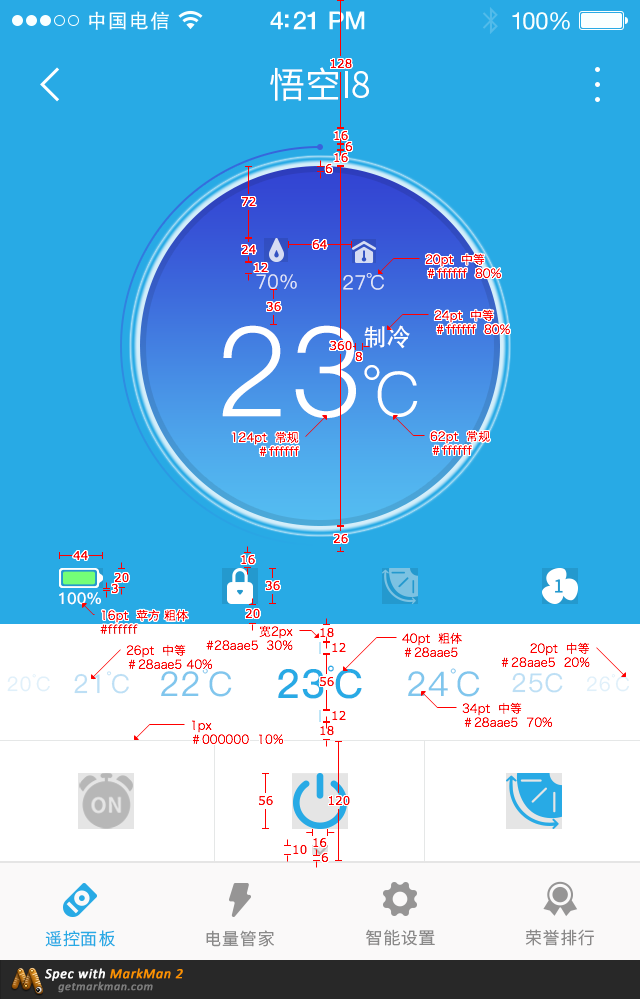 中国电信 4:21 PM 100%
悟空I8
128
16
6
16
6
72
24
12
64
70% 27℃
20pt 中等
#ffffff 80%
36
24pt 中等
#ffffff 80%
制冷
360
8
23℃
124pt 常规
#ffffff
62pt 常规
#ffffff
26
44
20
3
100%
16
36
20
1
16pt 苹方 粗体
#ffffff
宽2px
#28aae5 30%
18
12
56
12
18
40pt 粗体
#28aae5
26pt 中等
#28aae5 40%
20pt 中等
#28aae5 20%
20℃ 21℃ 22℃ 23℃ 24℃ 25C 26℃
34pt 中等
#28aae5 70%
1px
#000000 10%
ON
56
120
16
10
6
遥控面板 电量管家 智能设置 荣誉排行
Spec with MarkMan 2
getmarkman.com